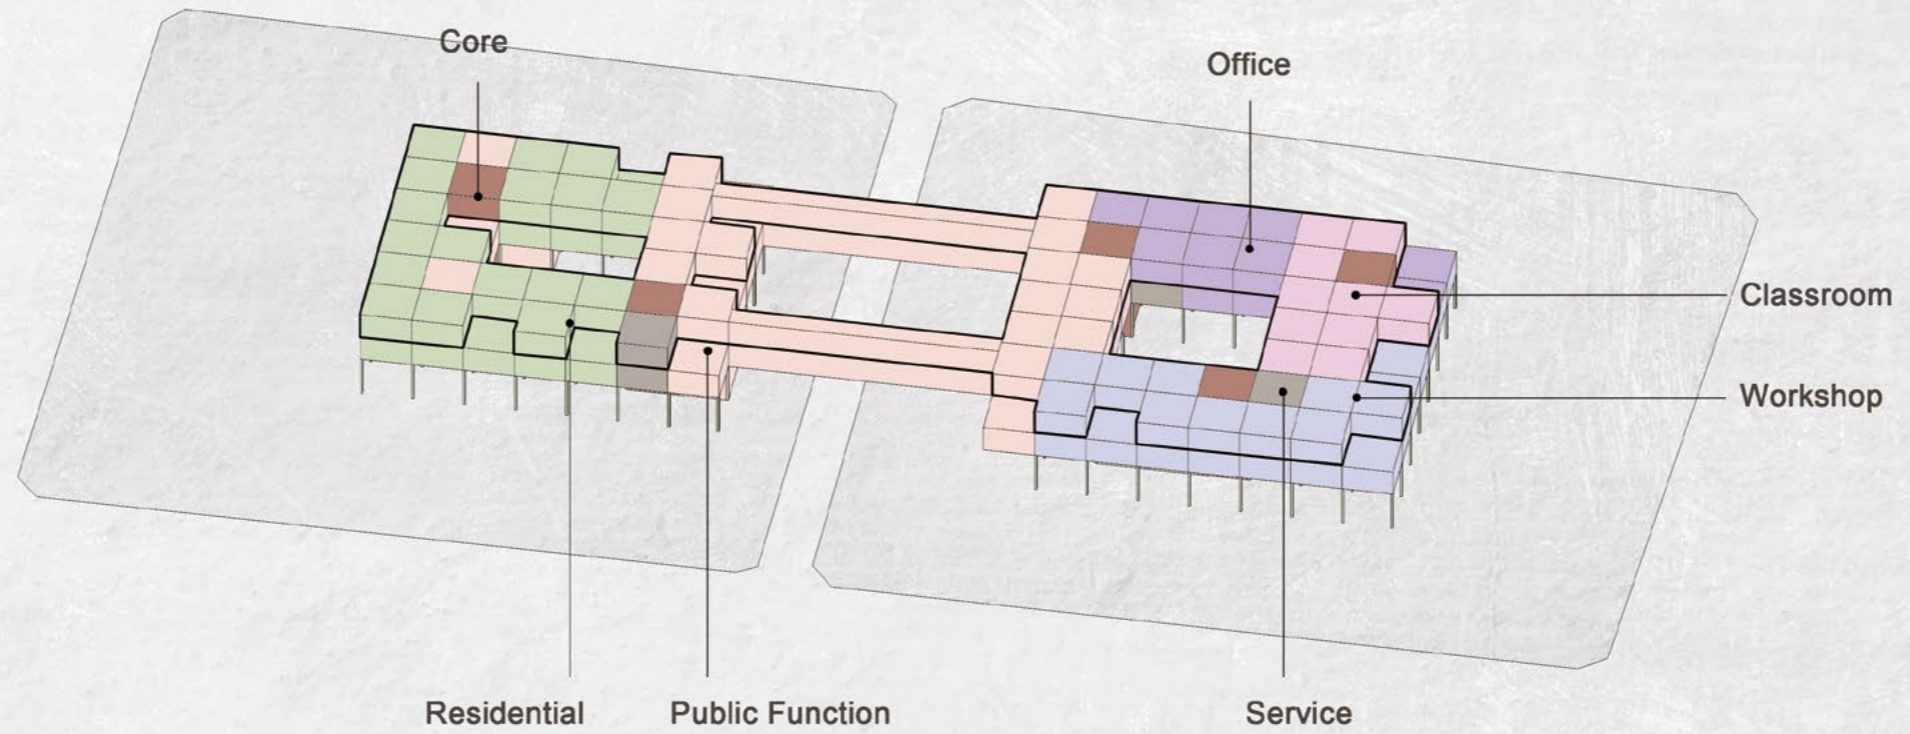 Core
Office
Classroom
Workshop
Residential
Public Function
Service